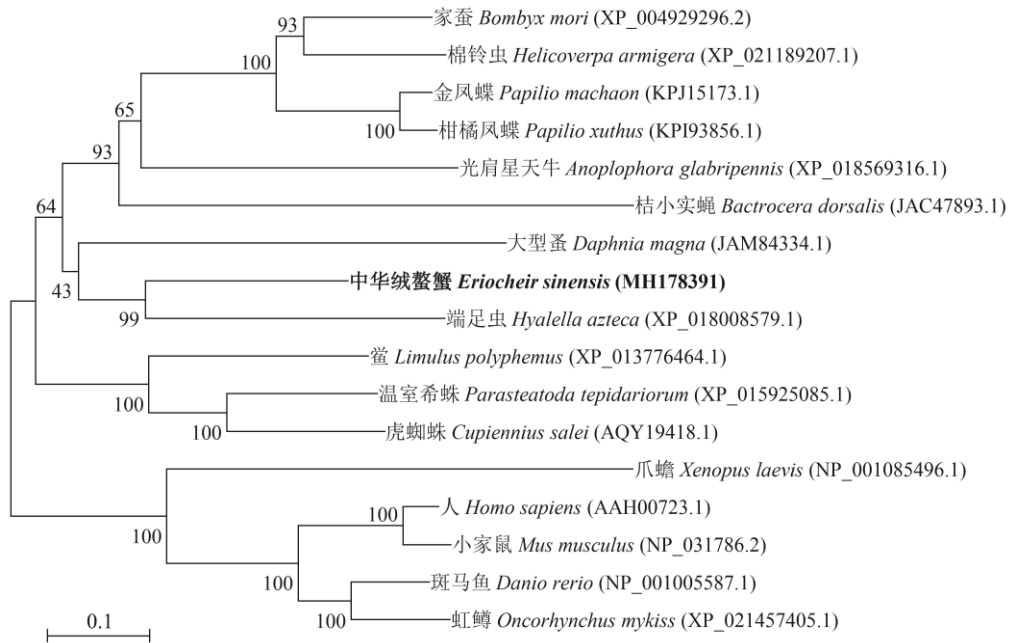 家蚕 Bombyx mori (XP_004929296.2)
93
棉铃虫 Helicoverpa armigera (XP_021189207.1)
100
金凤蝶 Papilio machaon (KPJ15173.1)
65
100
柑橘凤蝶 Papilio xuthus (KPI93856.1)
93
光肩星天牛 Anoplophora glabripennis (XP_018569316.1)
64
桔小实蝇 Bactrocera dorsalis (JAC47893.1)
大型蚤 Daphnia magna (JAM84334.1)
43
中华绒螯蟹 Eriocheir sinensis (MH178391)
99
端足虫 Hyalella azteca (XP_018008579.1)
鲎 Limulus polyphemus (XP_013776464.1)
100
温室希蛛 Parasteatoda tepidariorum (XP_015925085.1)
100
虎蜘蛛 Cupiennius salei (AQY19418.1)
爪蟾 Xenopus laevis (NP_001085496.1)
100
人 Homo sapiens (AAH00723.1)
100
小家鼠 Mus musculus (NP_031786.2)
100
斑马鱼 Danio rerio (NP_001005587.1)
100
虹鳟 Oncorhynchus mykiss (XP_021457405.1)
0.1